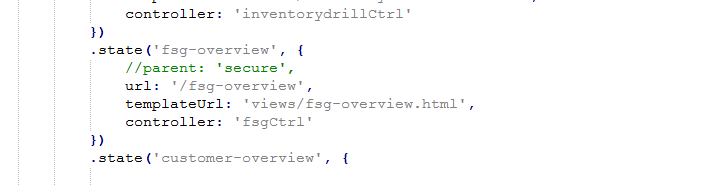 controller: 'inventorydrillCtrl'
})
.state('fsg-overview', {
//parent: 'secure',
url: '/fsg-overview',
templateUrl: 'views/fsg-overview.html',
controller: 'fsgCtrl'
})
.state('customer-overview', {